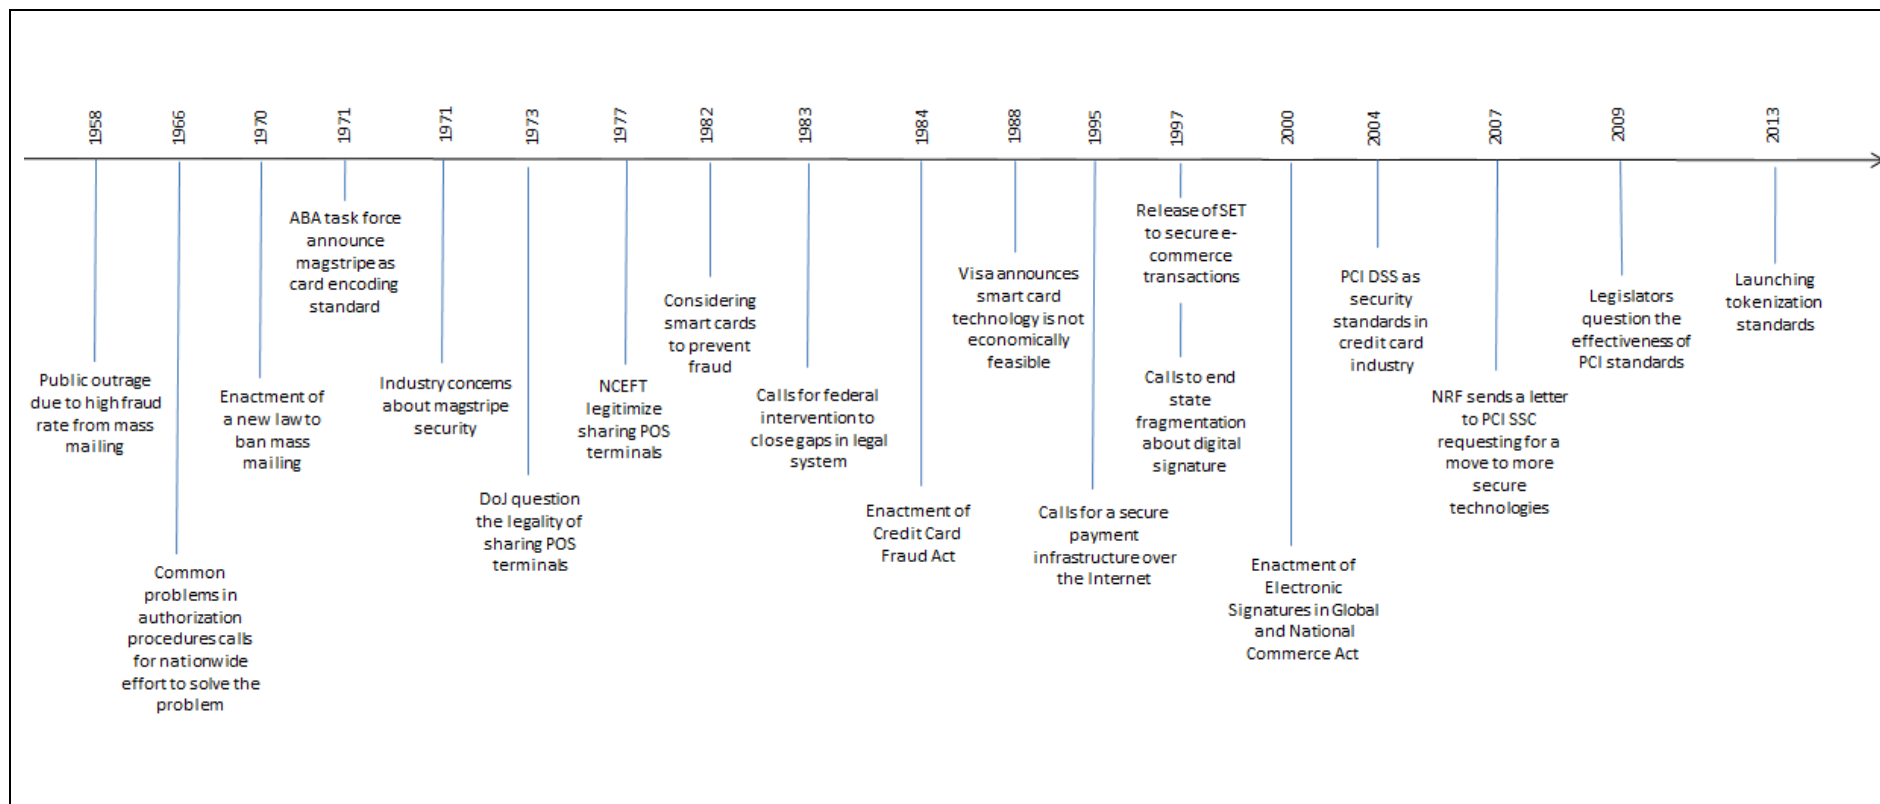 1958
1966
1970
1971
1971
1973
1977
1982
1983
1984
1988
1995
1997
2000
2004
2007
2009
2013
Public outrage
due to high fraud
rate from mass
mailing
Common
problems in
authorization
procedures calls
for nationwide
effort to solve the
problem
Enactment of
a new law to
ban mass
mailing
ABA task force
announce
magstripe as
card encoding
standard
Industry concerns
about magstripe
security
DoJ question
the legality of
sharing POS
terminals
NCEFT
legitimize
sharing POS
terminals
Considering
smart cards
to prevent
fraud
Calls for federal
intervention to
close gaps in legal
system
Enactment of
Credit Card
Fraud Act
Visa announces
smart card
technology is not
economically
feasible
Calls for a secure
payment
infrastructure over
the Internet
Release of SET
to secure e-
commerce
transactions
Calls to end
state
fragmentation
about digital
signature
Enactment of
Electronic
Signatures in Global
and National
Commerce Act
PCI DSS as
security
standards in
credit card
industry
NRF sends a letter
to PCI SSC
requesting for a
move to more
secure
technologies
Legislators
question the
effectiveness of
PCI standards
Launching
tokenization
standards